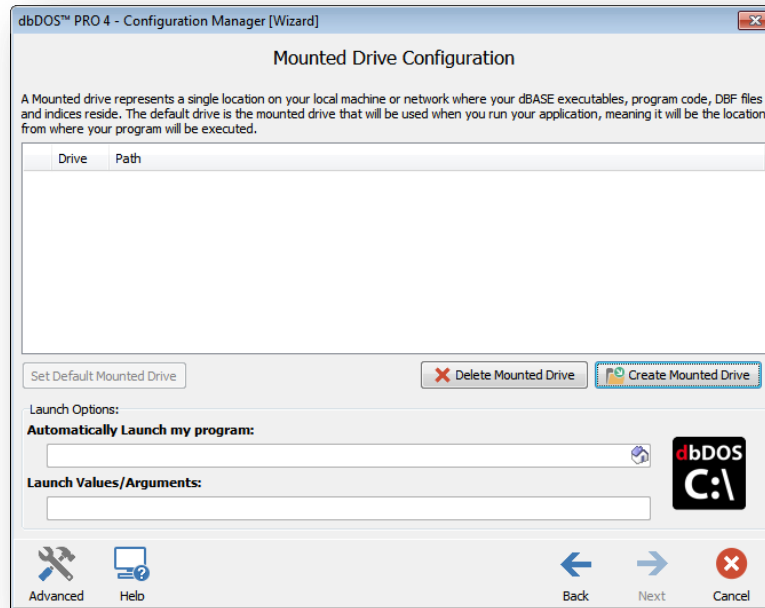 dbDOS™ PRO 4 - Configuration Manager [Wizard]
Mounted Drive Configuration
A Mounted drive represents a single location on your local machine or network where your dBASE executables, program code, DBF files
and indices reside. The default drive is the mounted drive that will be used when you run your application, meaning it will be the location
from where your program will be executed.
Drive Path
Set Default Mounted Drive Delete Mounted Drive Create Mounted Drive
Launch Options:
Automatically Launch my program:
dbDOS
C:\
Launch Values/Arguments:
Advanced Help Back Next Cancel